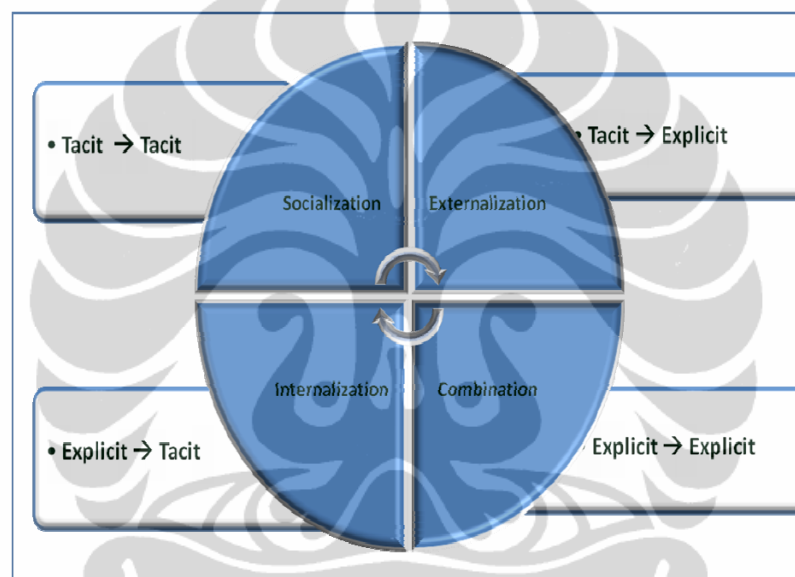 • Tacit → Tacit
• Tacit → Explicit
Socialization
Externalization
Internalization
Combination
• Explicit → Tacit
• Explicit → Explicit